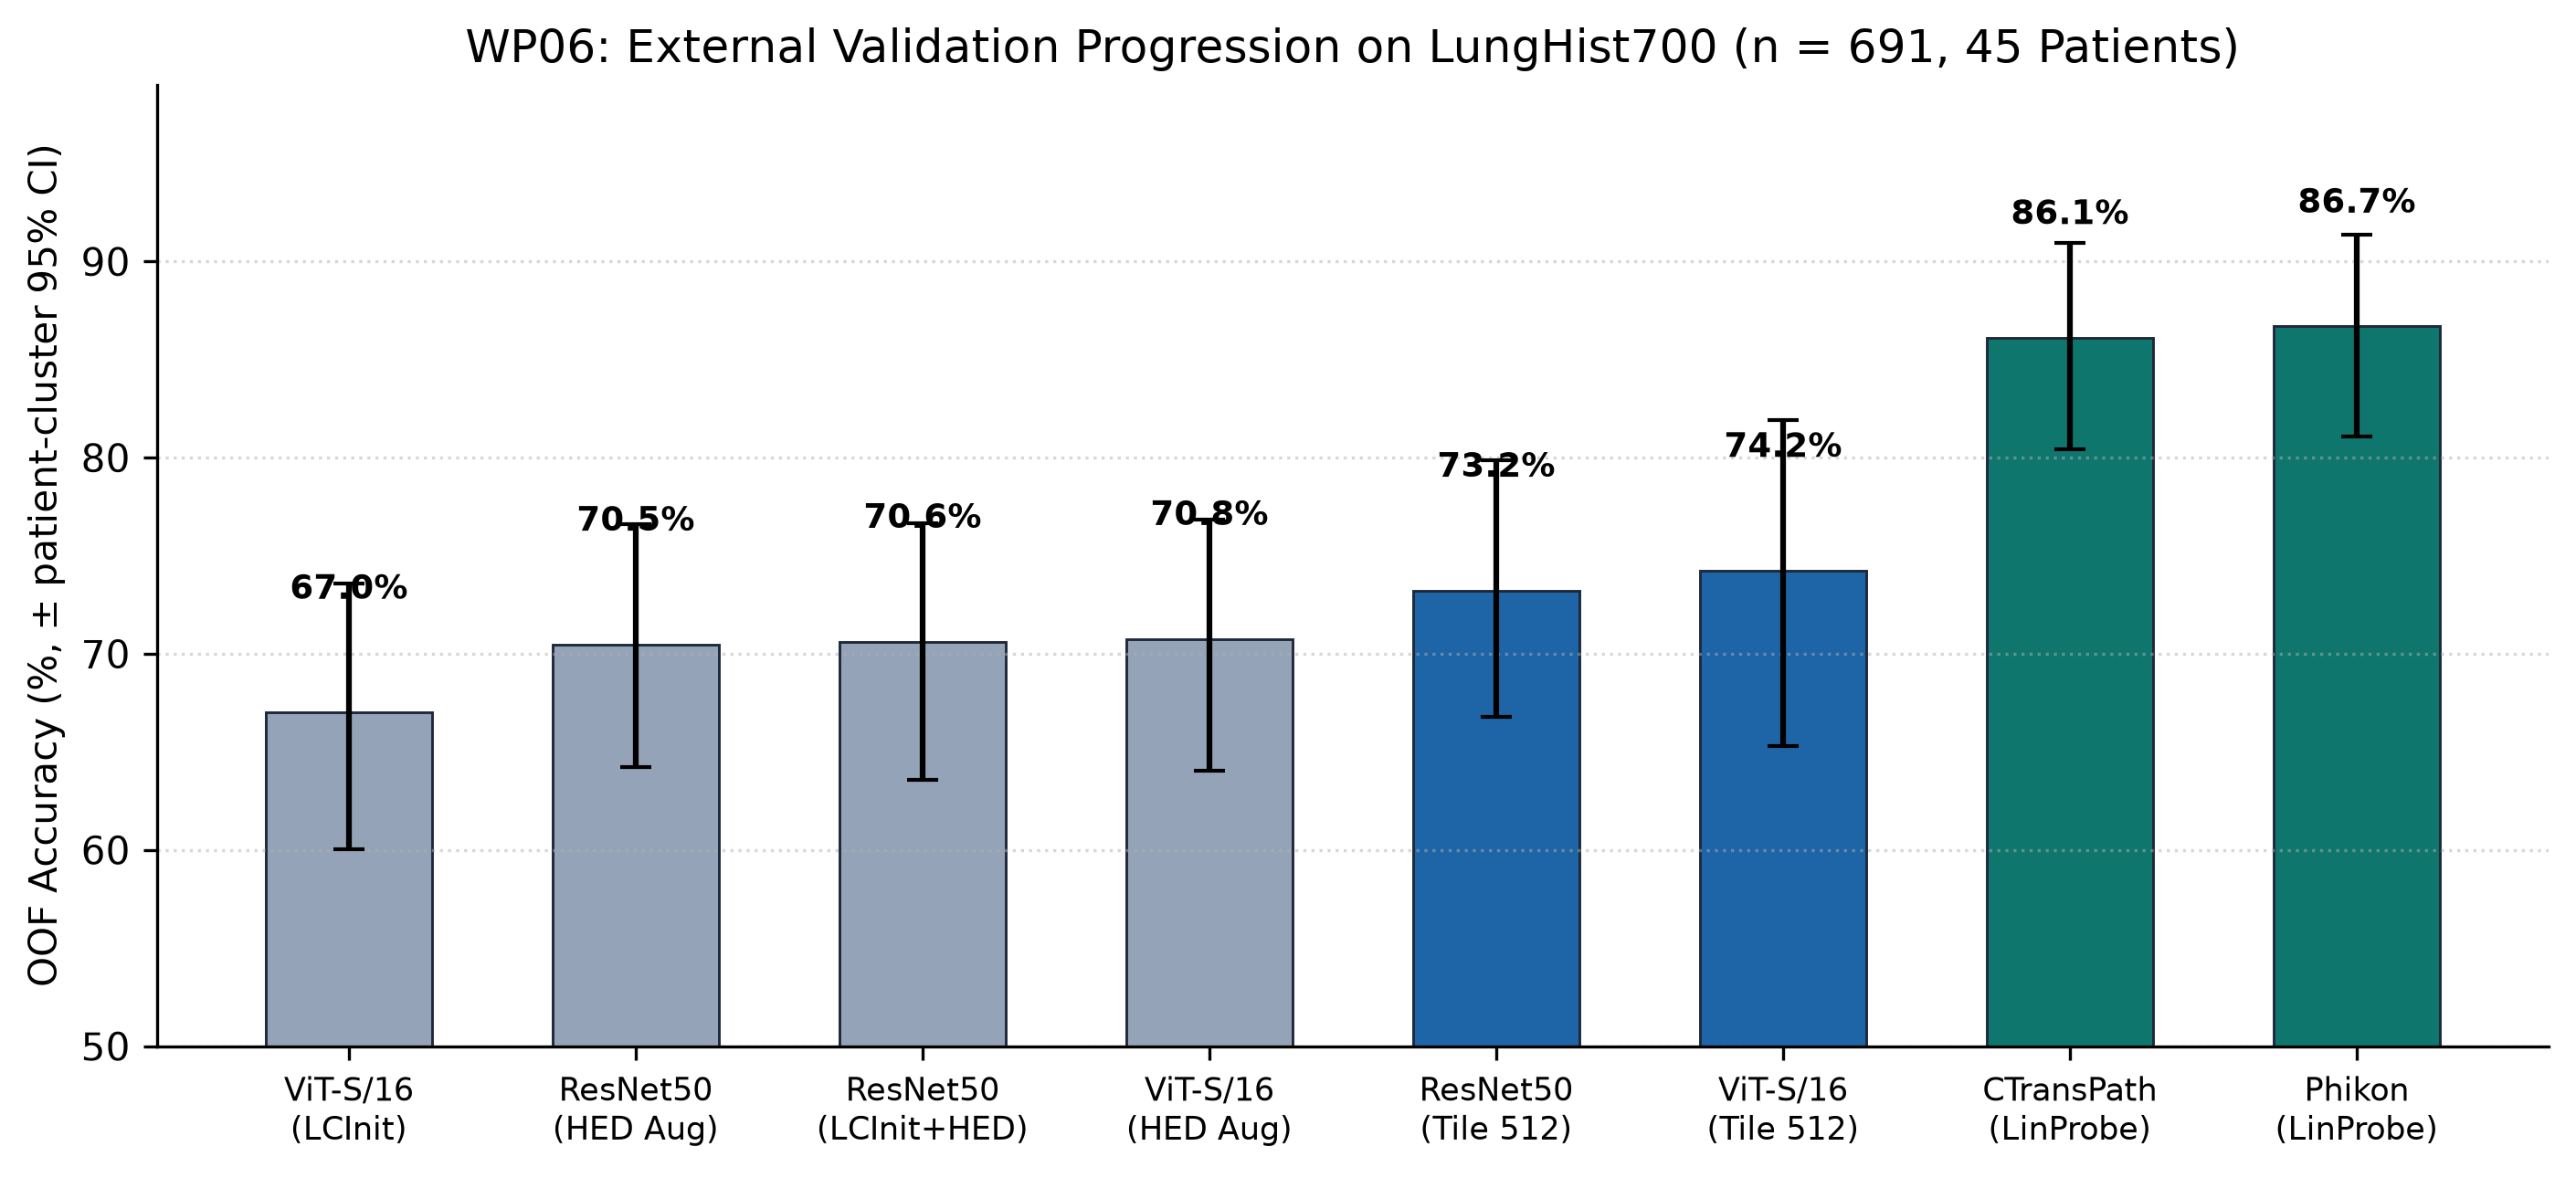 WP06: External Validation Progression on LungHist700 (n = 691, 45 Patients)
OOF Accuracy (%, ± patient-cluster 95% CI)
90
80
70
60
50
67.0%
70.5%
70.6%
70.8%
73.2%
74.2%
86.1%
86.7%
ViT-S/16
(LCInit)
ResNet50
(HED Aug)
ResNet50
(LCInit+HED)
ViT-S/16
(HED Aug)
ResNet50
(Tile 512)
ViT-S/16
(Tile 512)
CTransPath
(LinProbe)
Phikon
(LinProbe)